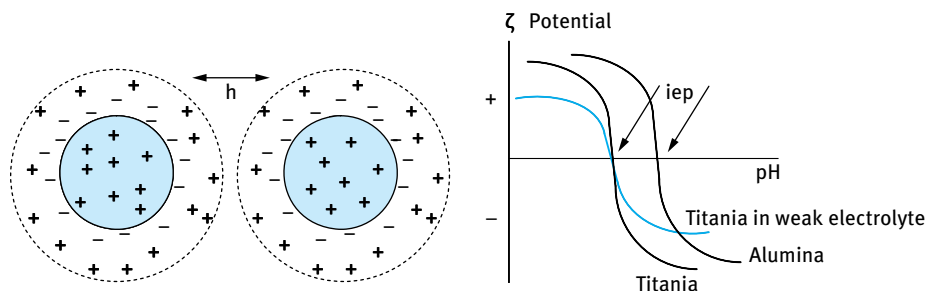 ζ Potential
h
iep
+
pH
−
Titania in weak electrolyte
Alumina
Titania